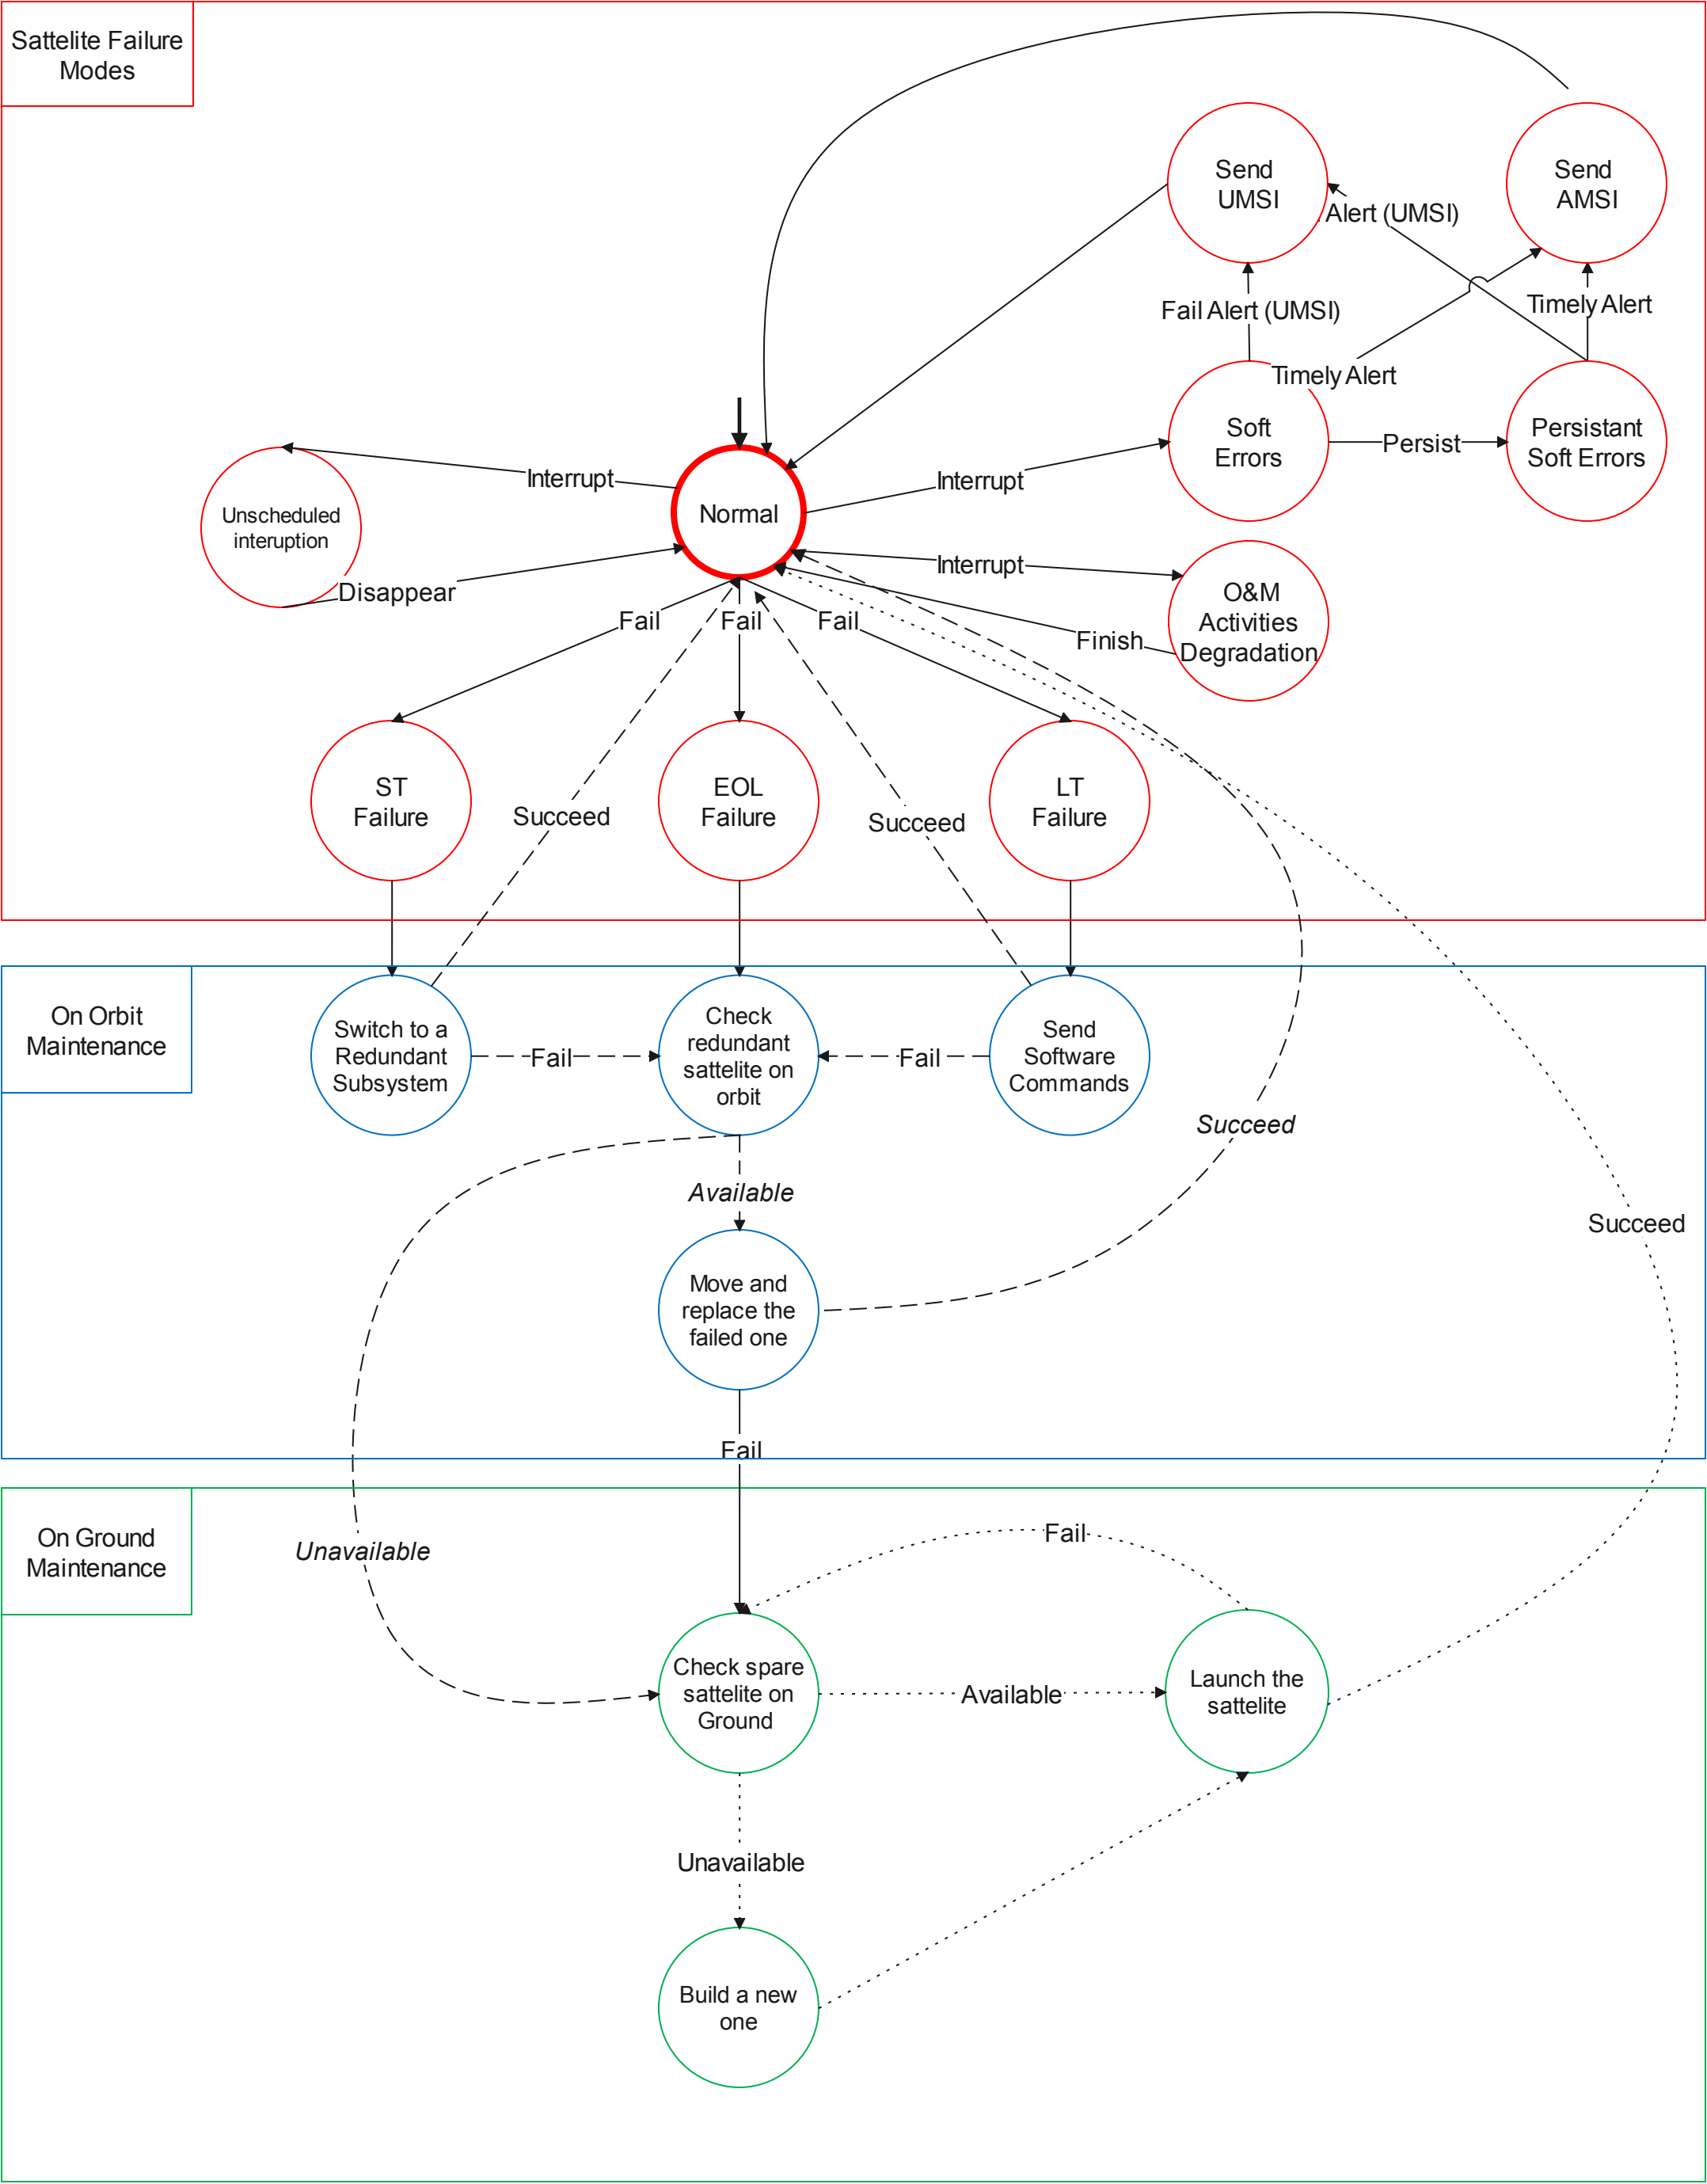 Sattelite Failure
Modes
Send
UMSI
Send
AMSI
Alert (UMSI)
Fail Alert (UMSI)
Timely Alert
Timely Alert
Soft
Errors
Persist
Persistant
Soft Errors
Interrupt
Interrupt
Unscheduled
interuption
Normal
Disappear
Interrupt
O&M
Activities
Degradation
Finish
Fail
Fail
Fail
ST
Failure
EOL
Failure
LT
Failure
Succeed
Succeed
On Orbit
Maintenance
Switch to a
Redundant
Subsystem
Fail
Check
redundant
sattelite on
orbit
Fail
Send
Software
Commands
Succeed
Available
Succeed
Move and
replace the
failed one
Fail
On Ground
Maintenance
Unavailable
Fail
Check spare
sattelite on
Ground
Available
Launch the
sattelite
Unavailable
Build a new
one